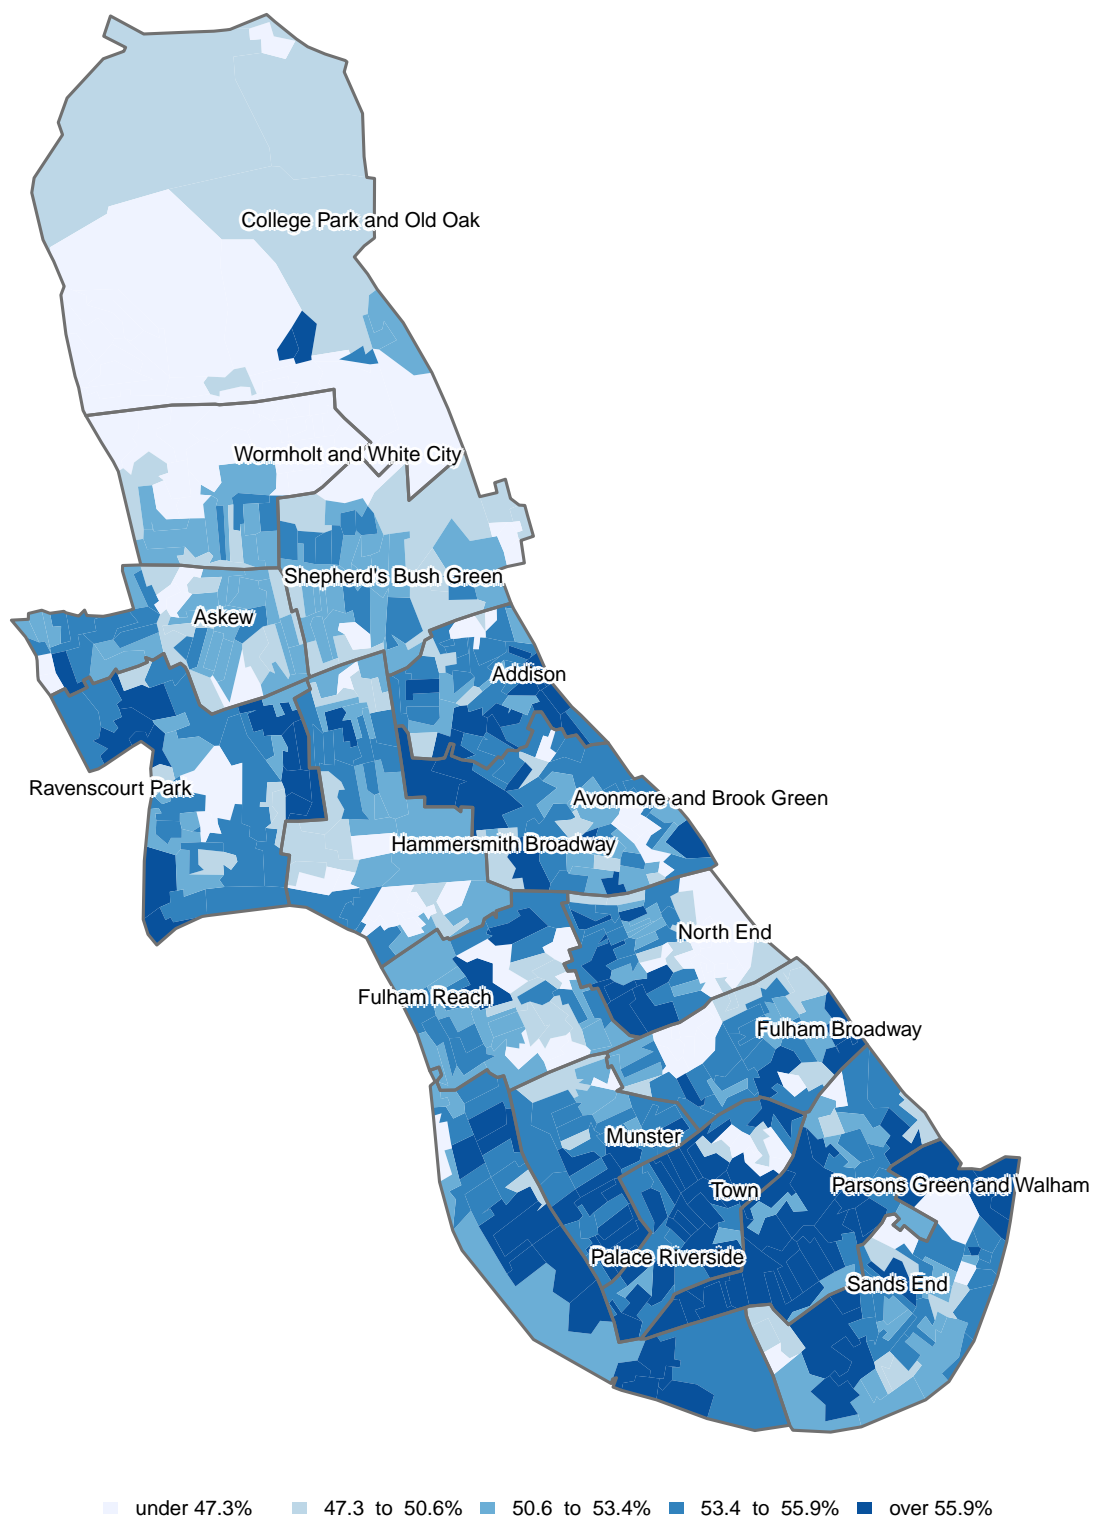 College Park and Old Oak
Wormholt and White City
Shepherd's Bush Green
Askew
Addison
Ravenscourt Park
Avonmore and Brook Green
Hammersmith Broadway
North End
Fulham Reach
Fulham Broadway
Munster
Parsons Green and Walham
Town
Palace Riverside
Sands End
under 47.3% 47.3 to 50.6% 50.6 to 53.4% 53.4 to 55.9% over 55.9%